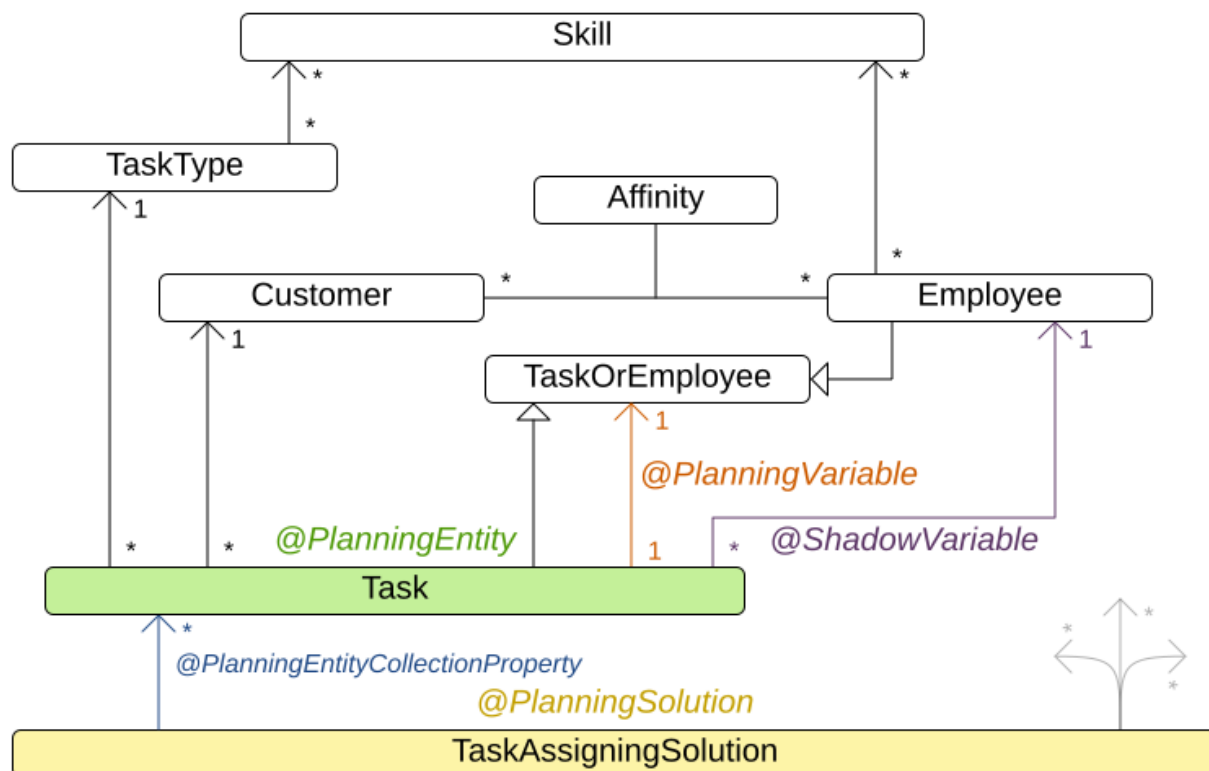 Skill
*
*
*
TaskType
1
Affinity
*
*
*
Customer
Employee
1
1
TaskOrEmployee
1
@PlanningVariable
@PlanningEntity
@ShadowVariable
*
*
1
*
Task
*
@PlanningEntityCollectionProperty
*
*
*
@PlanningSolution
TaskAssigningSolution